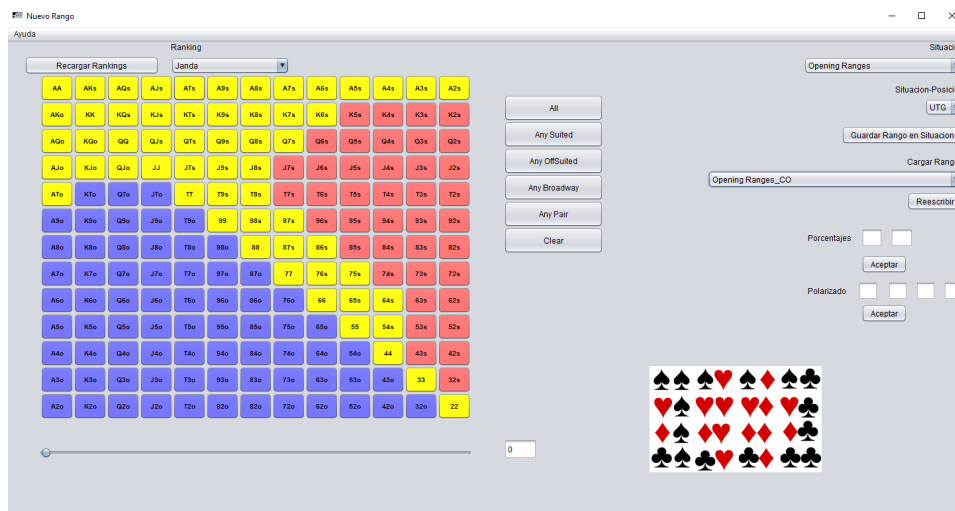 Nuevo Rango
Ayuda
Ranking
Situaci
Recargar Rankings
Janda
Opening Ranges
AA AKs AQs AJs ATs A9s A8s A7s A6s A5s A4s A3s A2s
Situacion-Posici
AKo KK KQs KJs KTs K9s K8s K7s K6s K5s K4s K3s K2s
All
UTG
AQo KQo QQ QJs QTs Q9s Q8s Q7s Q6s Q5s Q4s Q3s Q2s
Any Suited
Guardar Rango en Situacion
AJo KJo QJo JJ JTs J9s J8s J7s J6s J5s J4s J3s J2s
Any OffSuited
Cargar Rang
Opening Ranges_CO
ATo KTo QTo JTo TT T9s T8s T7s T6s T5s T4s T3s T2s
Any Broadway
Reescribir
A9o K9o Q9o J9o T9o 99 98s 97s 96s 95s 94s 93s 92s
Any Pair
A8o K8o Q8o J8o T8o 98o 88 87s 86s 85s 84s 83s 82s
Clear
Porcentajes
A7o K7o Q7o J7o T7o 97o 87o 77 76s 75s 74s 73s 72s
Aceptar
A6o K6o Q6o J6o T6o 96o 86o 76o 66 65s 64s 63s 62s
Polarizado
A5o K5o Q5o J5o T5o 95o 85o 75o 65o 55 54s 53s 52s
Aceptar
A4o K4o Q4o J4o T4o 94o 84o 74o 64o 54o 44 43s 42s
A3o K3o Q3o J3o T3o 93o 83o 73o 63o 53o 43o 33 32s
A2o K2o Q2o J2o T2o 92o 82o 72o 62o 52o 42o 32o 22
0